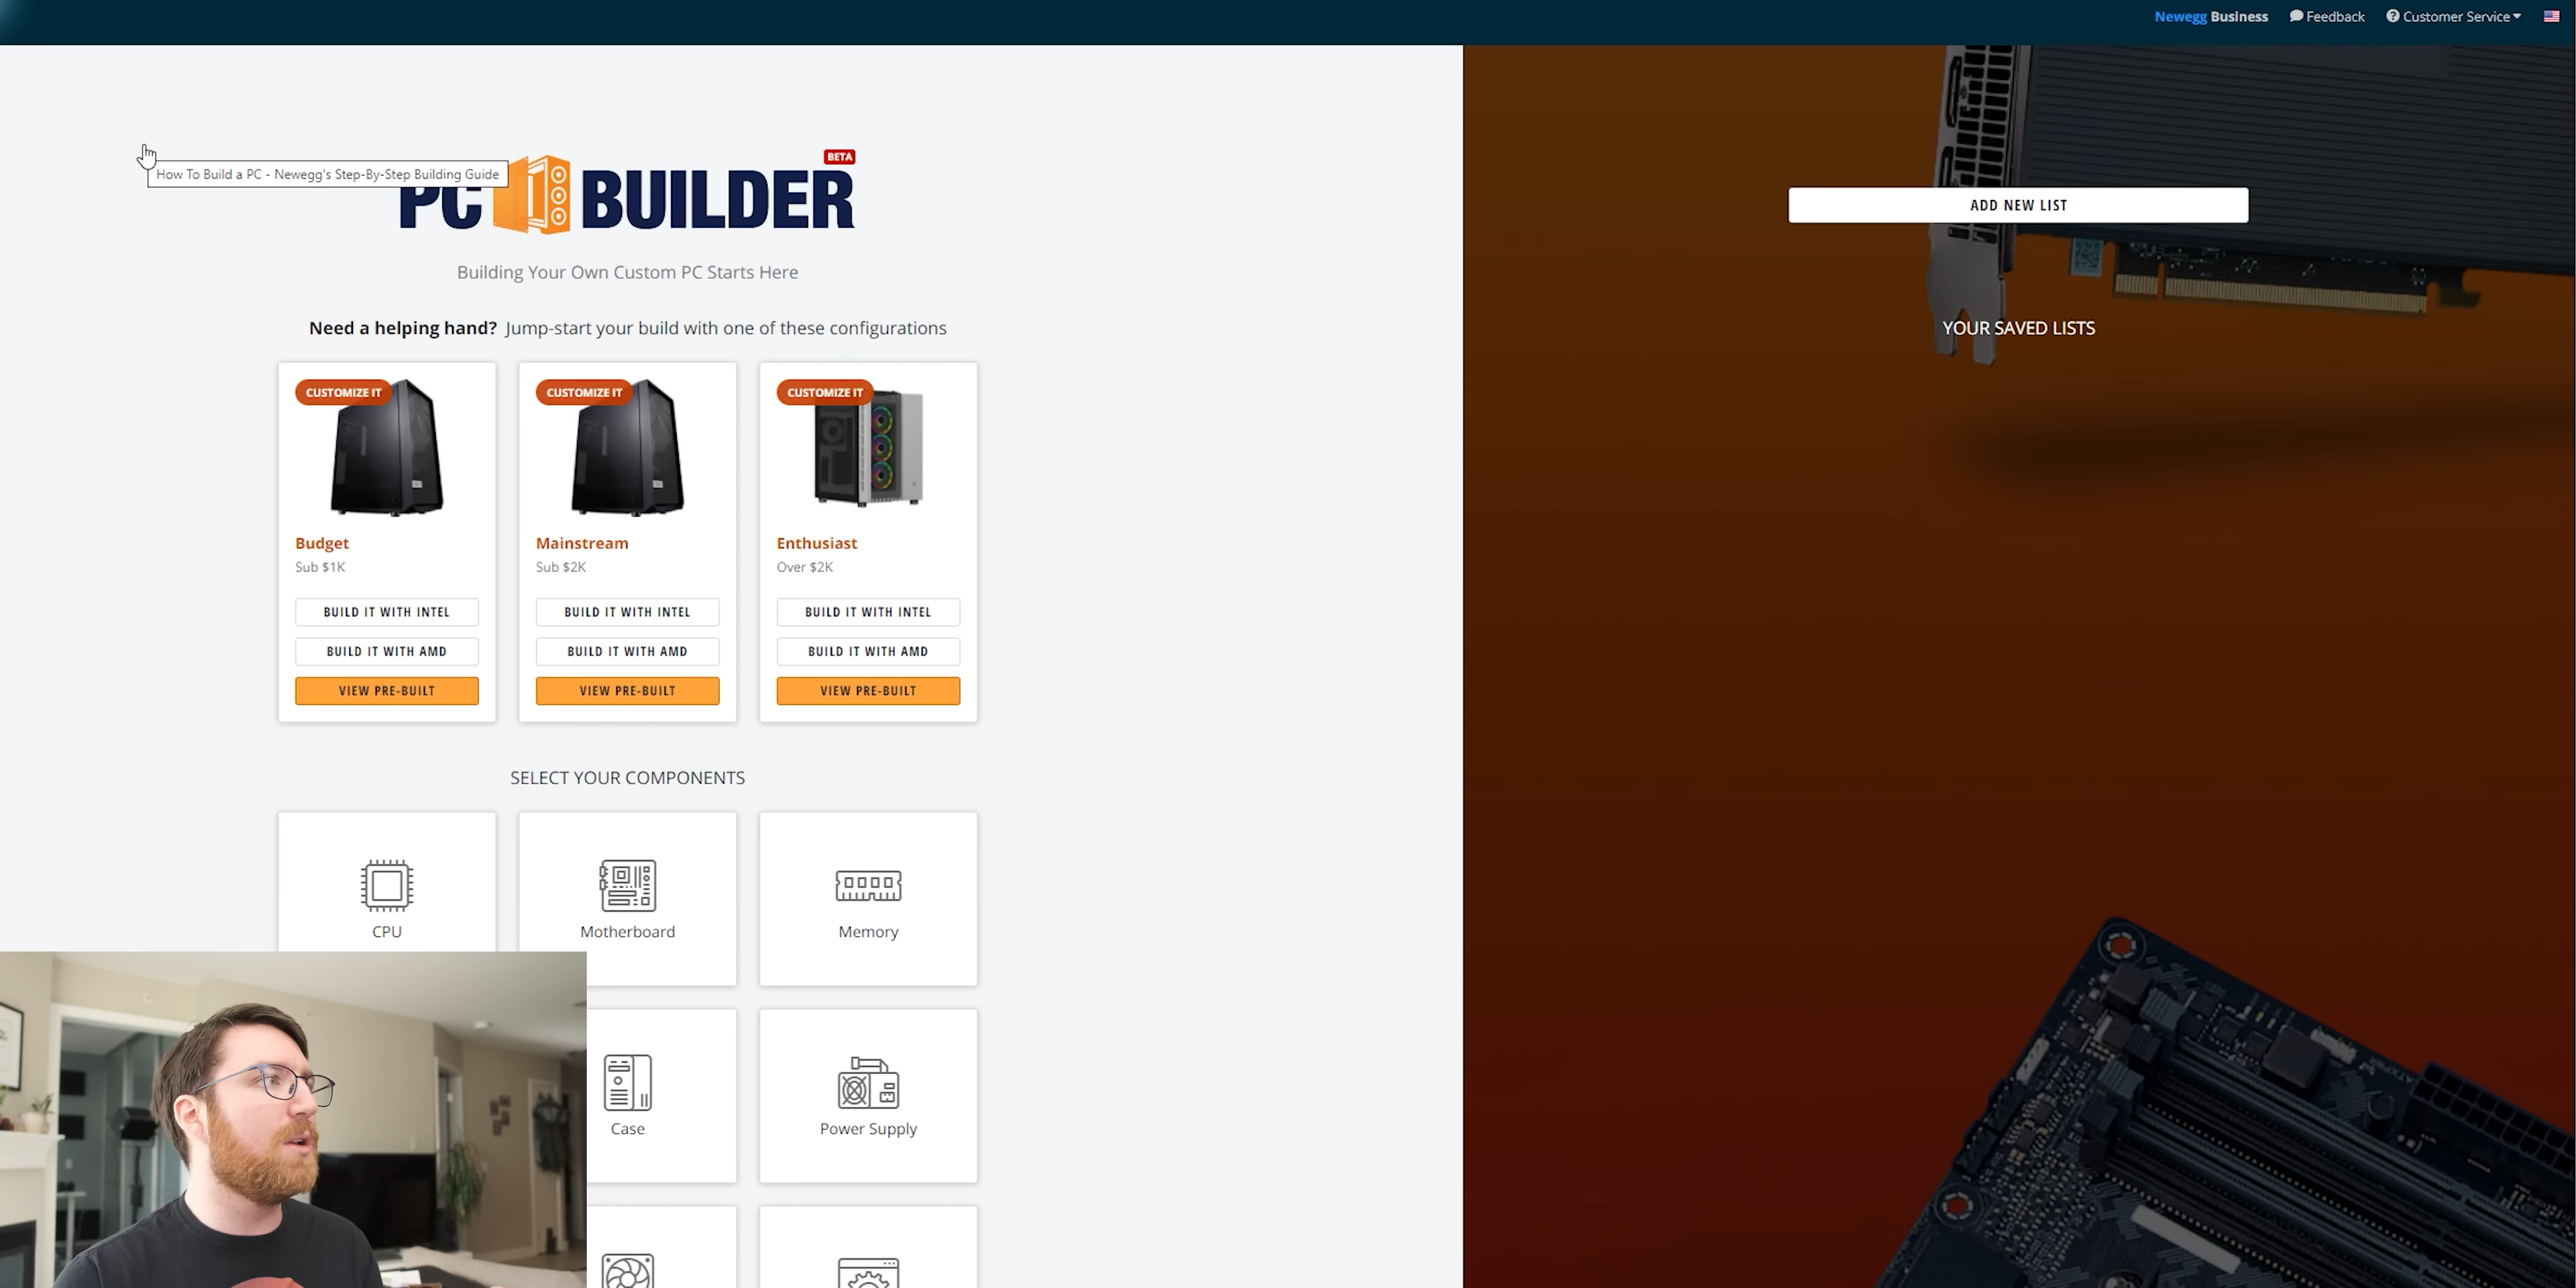 Newegg Business Feedback Customer Service
How To Build a PC - Newegg's Step-By-Step Building Guide
BETA
PC BUILDER
Building Your Own Custom PC Starts Here
Need a helping hand? Jump-start your build with one of these configurations
CUSTOMIZE IT
Budget
Sub $1K
BUILD IT WITH INTEL
BUILD IT WITH AMD
VIEW PRE-BUILT
CUSTOMIZE IT
Mainstream
Sub $2K
BUILD IT WITH INTEL
BUILD IT WITH AMD
VIEW PRE-BUILT
CUSTOMIZE IT
Enthusiast
Over $2K
BUILD IT WITH INTEL
BUILD IT WITH AMD
VIEW PRE-BUILT
SELECT YOUR COMPONENTS
CPU
Motherboard
Memory
Case
Power Supply
ADD NEW LIST
YOUR SAVED LISTS